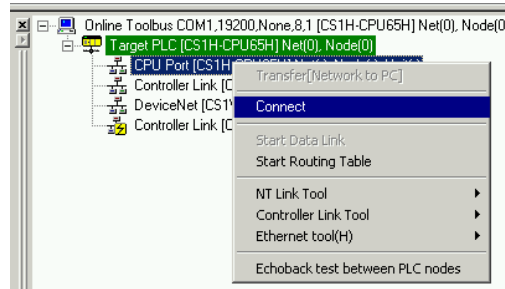 Online Toolbus COM1,19200,None,8,1 [CS1H-CPU65H] Net(0), Node(0
Target PLC [CS1H-CPU65H] Net(0), Node(0)
CPU Port [CS1H
Transfer[Network to PC]
Controller Link [C
Connect
DeviceNet [CS1
Controller Link [C
Start Data Link
Start Routing Table
NT Link Tool
Controller Link Tool
Ethernet tool(H)
Echoback test between PLC nodes